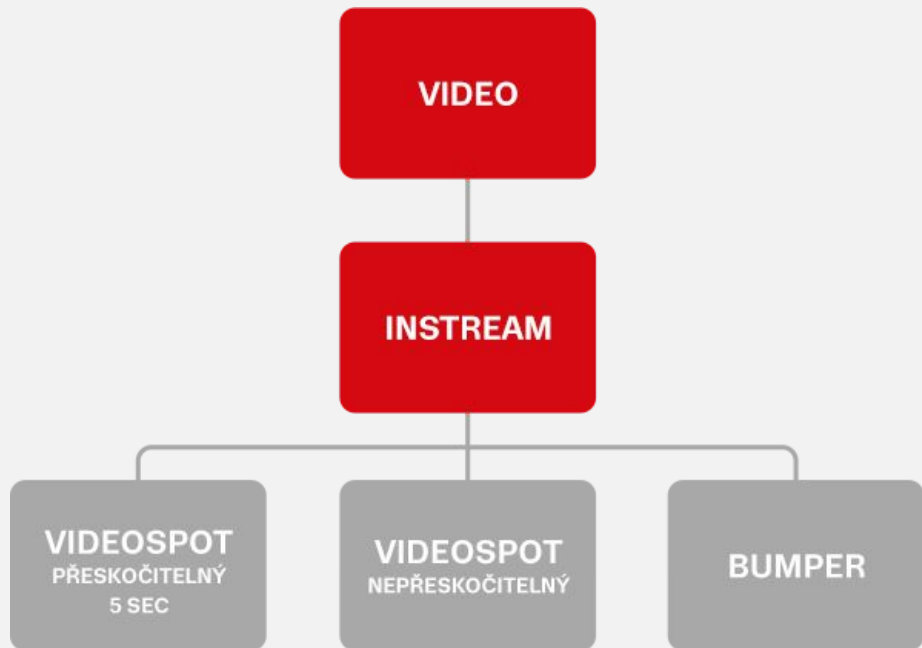 VIDEO
INSTREAM
VIDEOSPOT
PŘESKOČITELNÝ
5 SEC
VIDEOSPOT
NEPŘESKOČITELNÝ
BUMPER